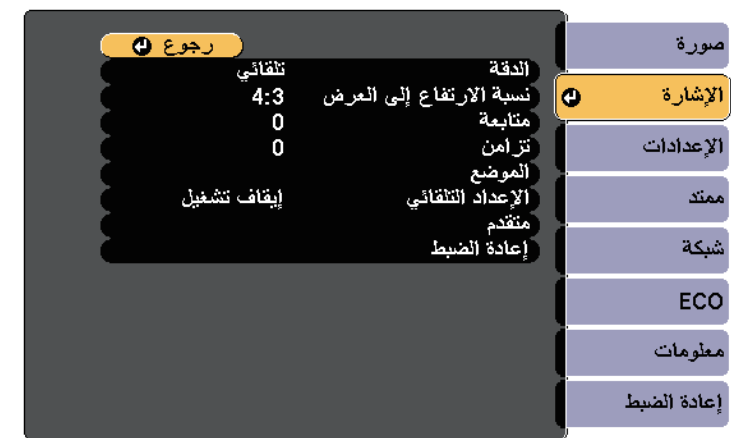 صورة
الإشارة
الإعدادات
ممتد
شبكة
ECO
معلومات
إعادة الضبط
رجوع
الدقة تلقائي
نسبة الارتفاع إلى العرض 4:3
متابعة 0
تزامن 0
الموضع
الإعداد التلقائي إيقاف تشغيل
متقدم
إعادة الضبط